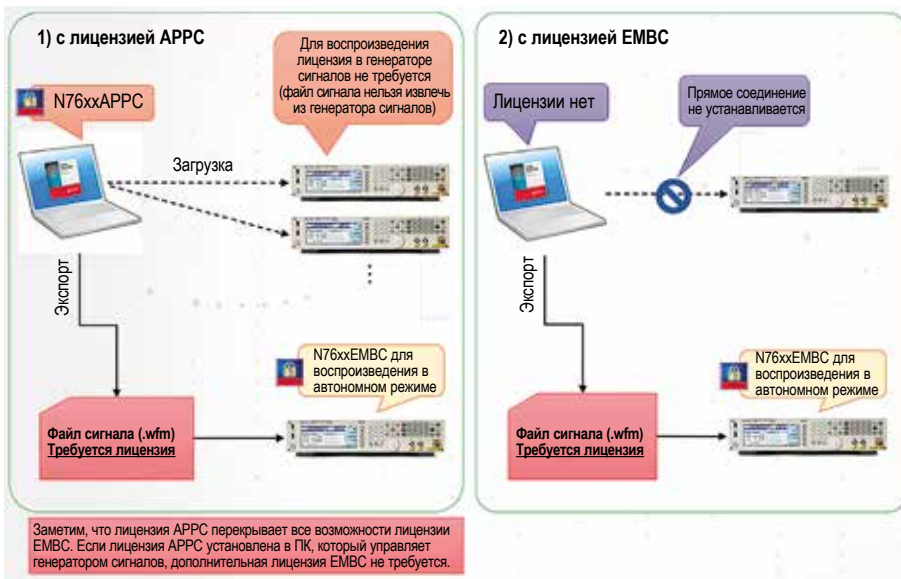 1) с лицензией APPC
Для воспроизведения
лицензия в генераторе
сигналов не требуется
(файл сигнала нельзя извлечь
из генератора сигналов)
N76xxAPPC
Загрузка
Экспорт
N76xxEMBC для
воспроизведения в
автономном режиме
Файл сигнала (.wfm)
Требуется лицензия
Заметим, что лицензия APPC перекрывает все возможности лицензии
EMBC. Если лицензия APPC установлена в ПК, который управляет
генератором сигналов, дополнительная лицензия EMBC не требуется.
2) с лицензией EMBC
Лицензии нет
Прямое соединение
не устанавливается
Экспорт
N76xxEMBC для
воспроизведения в
автономном режиме
Файл сигнала (.wfm)
Требуется лицензия